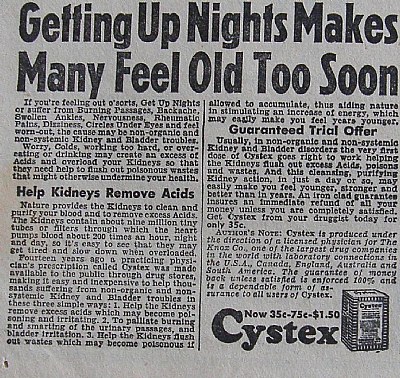 Getting Up Nights Makes
Many Feel Old Too Soon
If you're feeling out o'sorts, Get Up Nights
or suffer from Burning Passages, Backache,
Swollen Ankles, Nervousness, Rheumatic
Pains, Dizziness, Circles Under Eyes and feel
worn-out, the cause may be non-organic and
non-systemic Kidney and Bladder troubles.
Worry, Colds, working too hard, or over-
eating or drinking may create an excess of
Acids and overload your Kidneys so that
they need help to flush out poisonous wastes
that might otherwise undermine your health.
Help Kidneys Remove Acids
Nature provides the Kidneys to clean and
purify your blood and to remove excess Acids.
The Kidneys contain about nine million tiny
tubes or filters through which the heart
pumps blood about 200 times an hour, night
and day, so it's easy to see that they may
get tired and slow down when overloaded.
Fourteen years ago a practicing physi-
cian's prescription called Cystex was made
available to the public through drug stores,
making it easy and inexpensive to help thou-
sands suffering from non-organic and non-
systemic Kidney and Bladder troubles in
these three simple ways: 1. Help the Kidneys
remove excess acids which may become poi-
soning and irritating. 2. To palliate burning
and smarting of the urinary passages, and
bladder irritation. 3. Help the Kidneys flush
out wastes which may become poisonous if
allowed to accumulate, thus aiding nature
in stimulating an increase of energy, which
may easily make you feel years younger.
Guaranteed Trial Offer
Usually, in non-organic and non-systemic
Kidney and Bladder disorders the very first
dose of Cystex goes right to work helping
the Kidneys flush out excess Acids, poisons
and wastes. And this cleansing, purifying
Kidney action, in just a day or so, may
easily make you feel younger, stronger and
better than in years. An iron clad guarantee
insures an immediate refund of all your
money unless you are completely satisfied.
Get Cystex from your druggist today for
only 35c.
AUTHOR'S NOTE: Cystex is produced under
the direction of a licensed physician for The
Knox Co., one of the largest drug companies
in the world with laboratory connections in
the U.S.A., Canada, England, Australia and
South America. The guarantee of money
back unless satisfied is enforced 100% and
is a dependable form of as-
surance to all users of Cystex.
Now 35c-75c-$1.50
Cystex